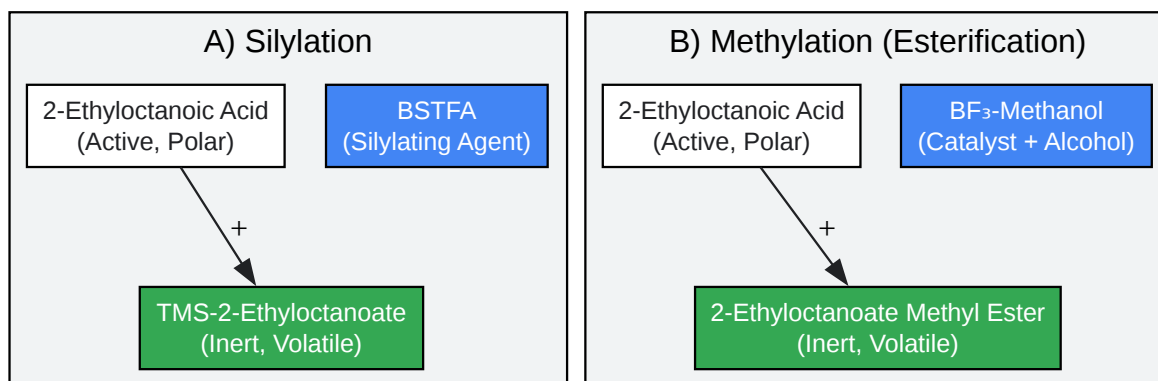 A) Silylation
2-Ethyloctanoic Acid
(Active, Polar)
BSTFA
(Silylating Agent)
+
TMS-2-Ethyloctanoate
(Inert, Volatile)
B) Methylation (Esterification)
2-Ethyloctanoic Acid
(Active, Polar)
BF₃-Methanol
(Catalyst + Alcohol)
+
2-Ethyloctanoate Methyl Ester
(Inert, Volatile)